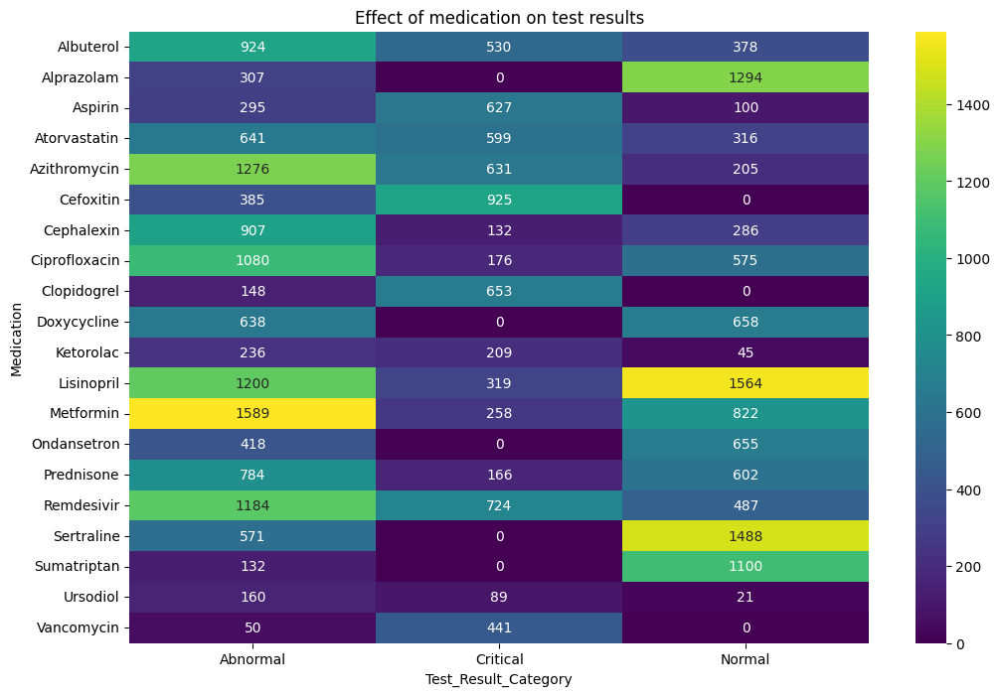 Effect of medication on test results
Medication
Albuterol 924 530 378
Alprazolam 307 0 1294
Aspirin 295 627 100
Atorvastatin 641 599 316
Azithromycin 1276 631 205
Cefoxitin 385 925 0
Cephalexin 907 132 286
Ciprofloxacin 1080 176 575
Clopidogrel 148 653 0
Doxycycline 638 0 658
Ketorolac 236 209 45
Lisinopril 1200 319 1564
Metformin 1589 258 822
Ondansetron 418 0 655
Prednisone 784 166 602
Remdesivir 1184 724 487
Sertraline 571 0 1488
Sumatriptan 132 0 1100
Ursodiol 160 89 21
Vancomycin 50 441 0
Abnormal Critical Normal
Test_Result_Category
1400
1200
1000
800
600
400
200
0